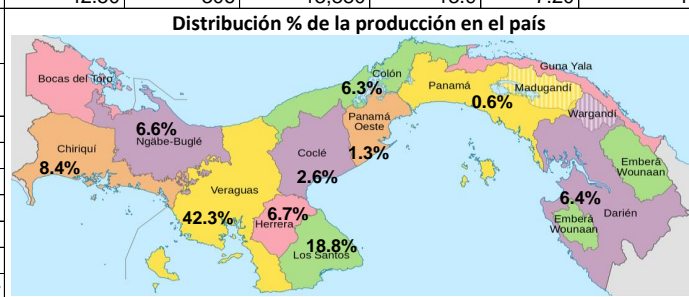 Distribución % de la producción en el país
Bocas del Toro
Colón
Guna Yala
6.3%
Panamá
Madugandí
0.6%
Wargandí
6.6%
Ngäbe-Buglé
Panamá
Oeste
Chiriquí
8.4%
Coclé
1.3%
2.6%
Emberá
Wounaan
Veraguas
42.3%
6.7%
Herrera
6.4%
Darién
Emberá
Wounaan
18.8%
Los Santos